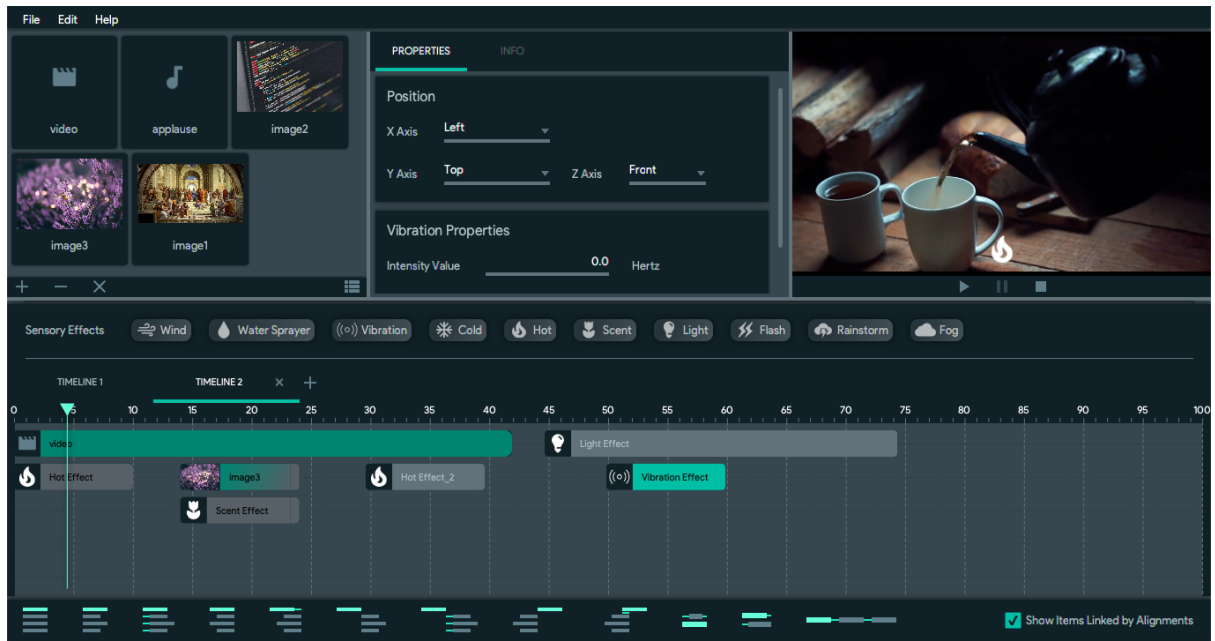 File Edit Help
PROPERTIES INFO
video applause image2
image3 image1
Position
X Axis Left
Y Axis Top Z Axis Front
Vibration Properties
Intensity Value 0.0 Hertz
Sensory Effects Wind Water Sprayer Vibration Cold Hot Scent Light Flash Rainstorm Fog
TIMELINE 1 TIMELINE 2
0 5 10 15 20 25 30 35 40 45 50 55 60 65 70 75 80 85 90 95 100
video Light Effect
Hot Effect image3 Hot Effect_2 Vibration Effect
Scent Effect
Show Items Linked by Alignments